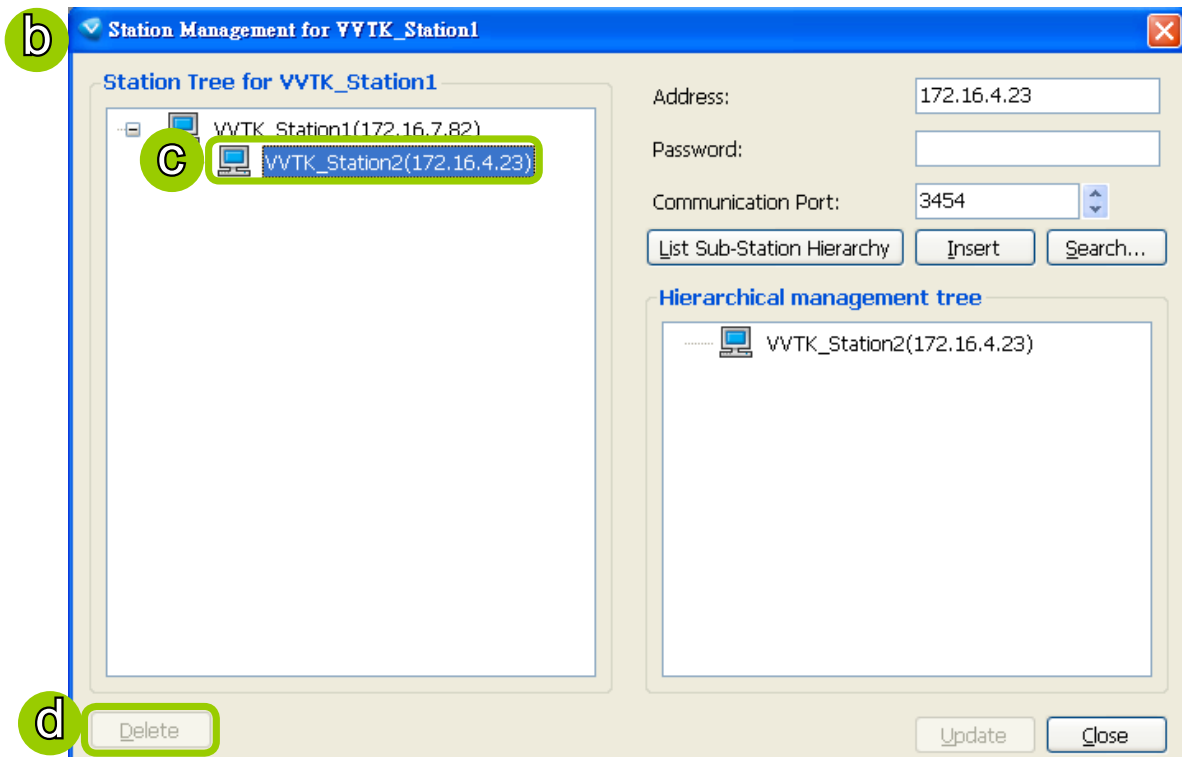 b
Station Management for VVTK_Station1
Station Tree for VVTK_Station1
VVTK_Station1(172.16.7.82)
c
VVTK_Station2(172.16.4.23)
Address:
172.16.4.23
Password:
Communication Port:
3454
List Sub-Station Hierarchy
Insert
Search...
Hierarchical management tree
VVTK_Station2(172.16.4.23)
d
Delete
Update
Close